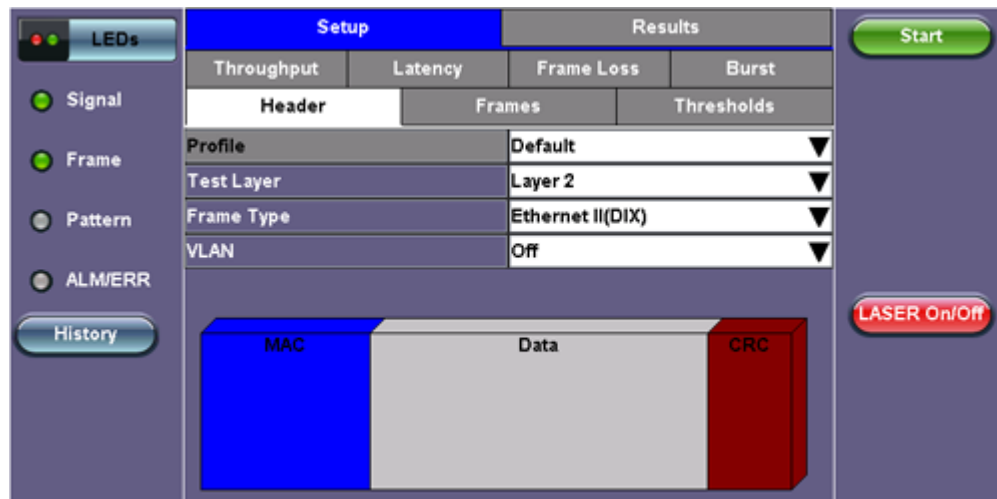 LEDs
Signal
Frame
Pattern
ALM/ERR
History
Setup Results
Throughput Latency Frame Loss Burst
Header Frames Thresholds
Profile Default
Test Layer Layer 2
Frame Type Ethernet II(DIX)
VLAN Off
MAC Data CRC
Start
LASER On/Off